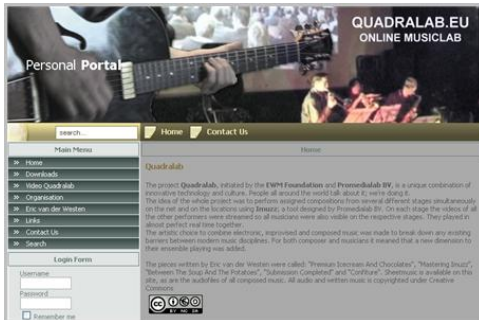 QUADRALAB.EU
ONLINE MUSICLAB
Personal Portal
search...
Home
Contact Us
Main Menu
Home
» Home
» Downloads
» Video Quadralab
» Organisation
» Eric van der Westen
» Links
» Contact Us
» Search
Login Form
Username
Password
Remember me
Quadralab
The project Quadralab, initiated by the EWM Foundation and Promedialab BV, is a unique combination of
innovative technology and culture. People all around the world talk about it; we're doing it.
The idea of the whole project was to perform assigned compositions from several different stages simultaneously
on the net and on the locations using Imuzz; a tool designed by Promedialab BV. On each stage the videos of all
the other performers were streamed so all musicians were also visible on the respective stages. They played in
almost perfect real time together.
The artistic choice to combine electronic, improvised and composed music was made to break down any existing
barriers between modern music disciplines. For both composer and musicians it meant that a new dimension to
their ensemble playing was added.
The pieces written by Eric van der Westen were called: "Premium Icecream And Chocolates", "Mastering Imuzz",
"Between The Soup And The Potatoes", "Submission Completed" and "Confiture". Sheetmusic is available on this
site, as are the audiofiles of all composed music. All audio and written music is copyrighted under Creative
Commons
cc
BY NC